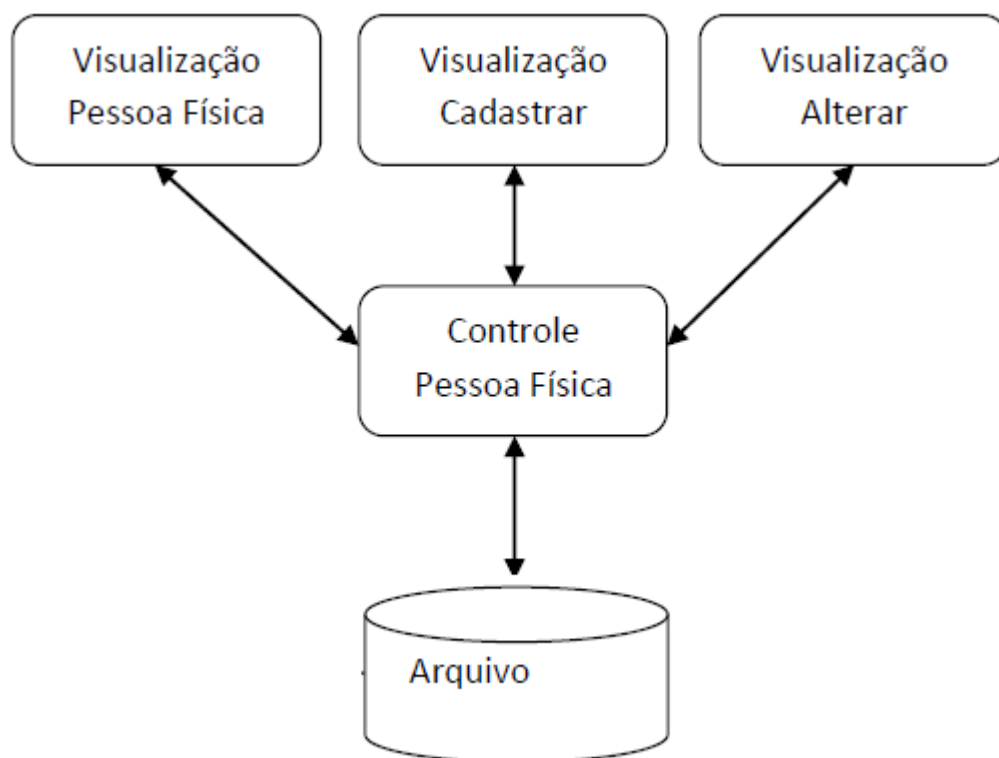 Visualização
Pessoa Física
Visualização
Cadastrar
Visualização
Alterar
Controle
Pessoa Física
Arquivo